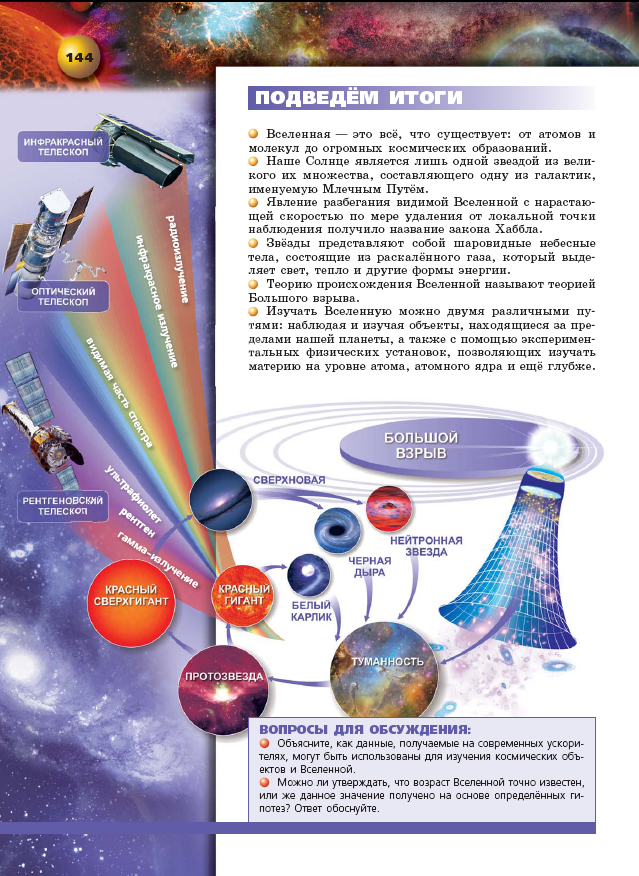 144
ПОДВЕДЁМ ИТОГИ
Вселенная — это всё, что существует: от атомов и
молекул до огромных космических образований.
Наше Солнце является лишь одной звездой из вели-
кого их множества, составляющего одну из галактик,
именуемую Млечным Путём.
Явление разбегания видимой Вселенной с нарастаю-
щей скоростью по мере удаления от локальной точки
наблюдения получило название закона Хаббла.
Звёзды представляют собой шаровидные небесные
тела, состоящие из раскалённого газа, который выде-
ляет свет, тепло и другие формы энергии.
Теорию происхождения Вселенной называют теорией
Большого взрыва.
Изучать Вселенную можно двумя различными пу-
тями: наблюдая и изучая объекты, находящиеся за пре-
делами нашей планеты, а также с помощью эксперимен-
тальных физических установок, позволяющих изучать
материю на уровне атома, атомного ядра и ещё глубже.
ИНФРАКРАСНЫЙ
ТЕЛЕСКОП
ОПТИЧЕСКИЙ
ТЕЛЕСКОП
РЕНТГЕНОВСКИЙ
ТЕЛЕСКОП
радиоизлучение
инфракрасное излучение
видимая часть спектра
ультрафиолет
рентген
гамма-излучение
БОЛЬШОЙ
ВЗРЫВ
СВЕРХНОВАЯ
НЕЙТРОННАЯ
ЗВЕЗДА
ЧЕРНАЯ
ДЫРА
БЕЛЫЙ
КАРЛИК
КРАСНЫЙ
СВЕРХГИГАНТ
КРАСНЫЙ
ГИГАНТ
ПРОТОЗВЕЗДА
ТУМАННОСТЬ
ВОПРОСЫ ДЛЯ ОБСУЖДЕНИЯ:
Объясните, как данные, получаемые на современных ускори-
телях, могут быть использованы для изучения космических объ-
ектов и Вселенной.
Можно ли утверждать, что возраст Вселенной точно известен,
или же данное значение получено на основе определённых ги-
потез? Ответ обоснуйте.